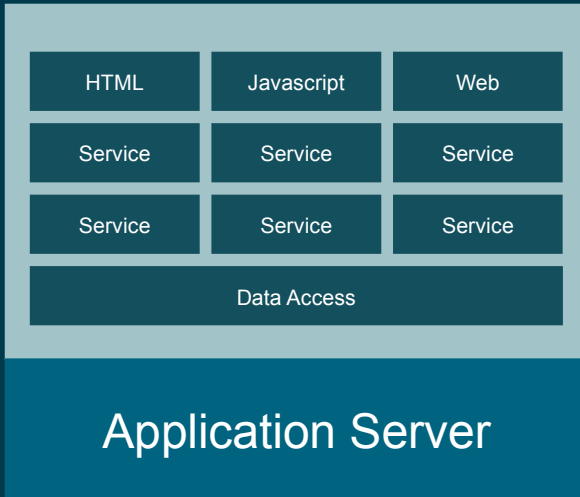 HTML Javascript Web
Service Service Service
Service Service Service
Data Access
Application Server